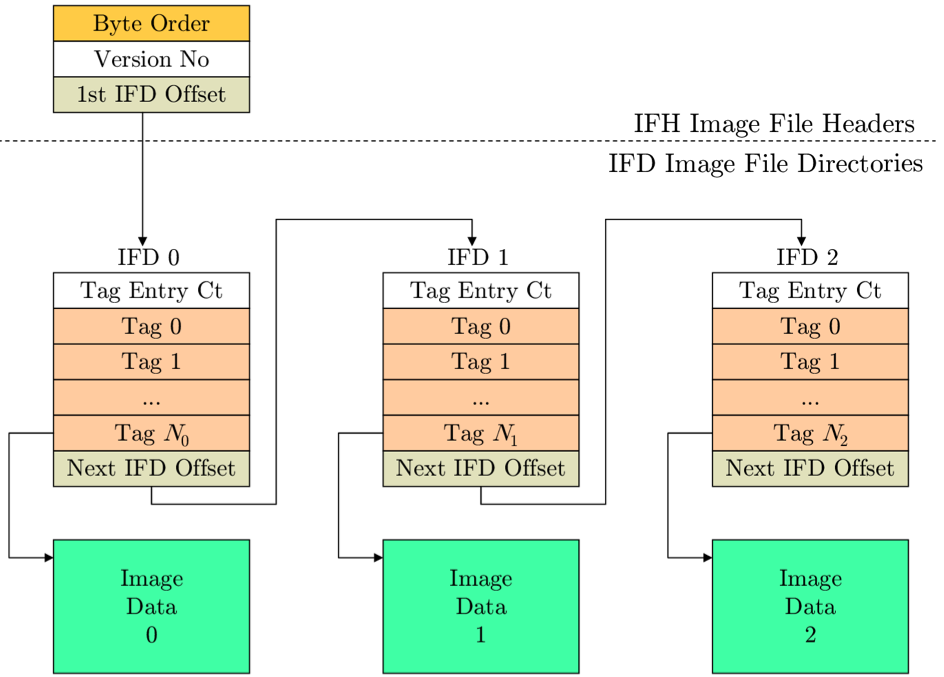 Byte Order
Version No
1st IFD Offset
IFH Image File Headers
IFD Image File Directories
IFD 0
Tag Entry Ct
Tag 0
Tag 1
...
Tag N0
Next IFD Offset
Image
Data
0
IFD 1
Tag Entry Ct
Tag 0
Tag 1
...
Tag N1
Next IFD Offset
Image
Data
1
IFD 2
Tag Entry Ct
Tag 0
Tag 1
...
Tag N2
Next IFD Offset
Image
Data
2